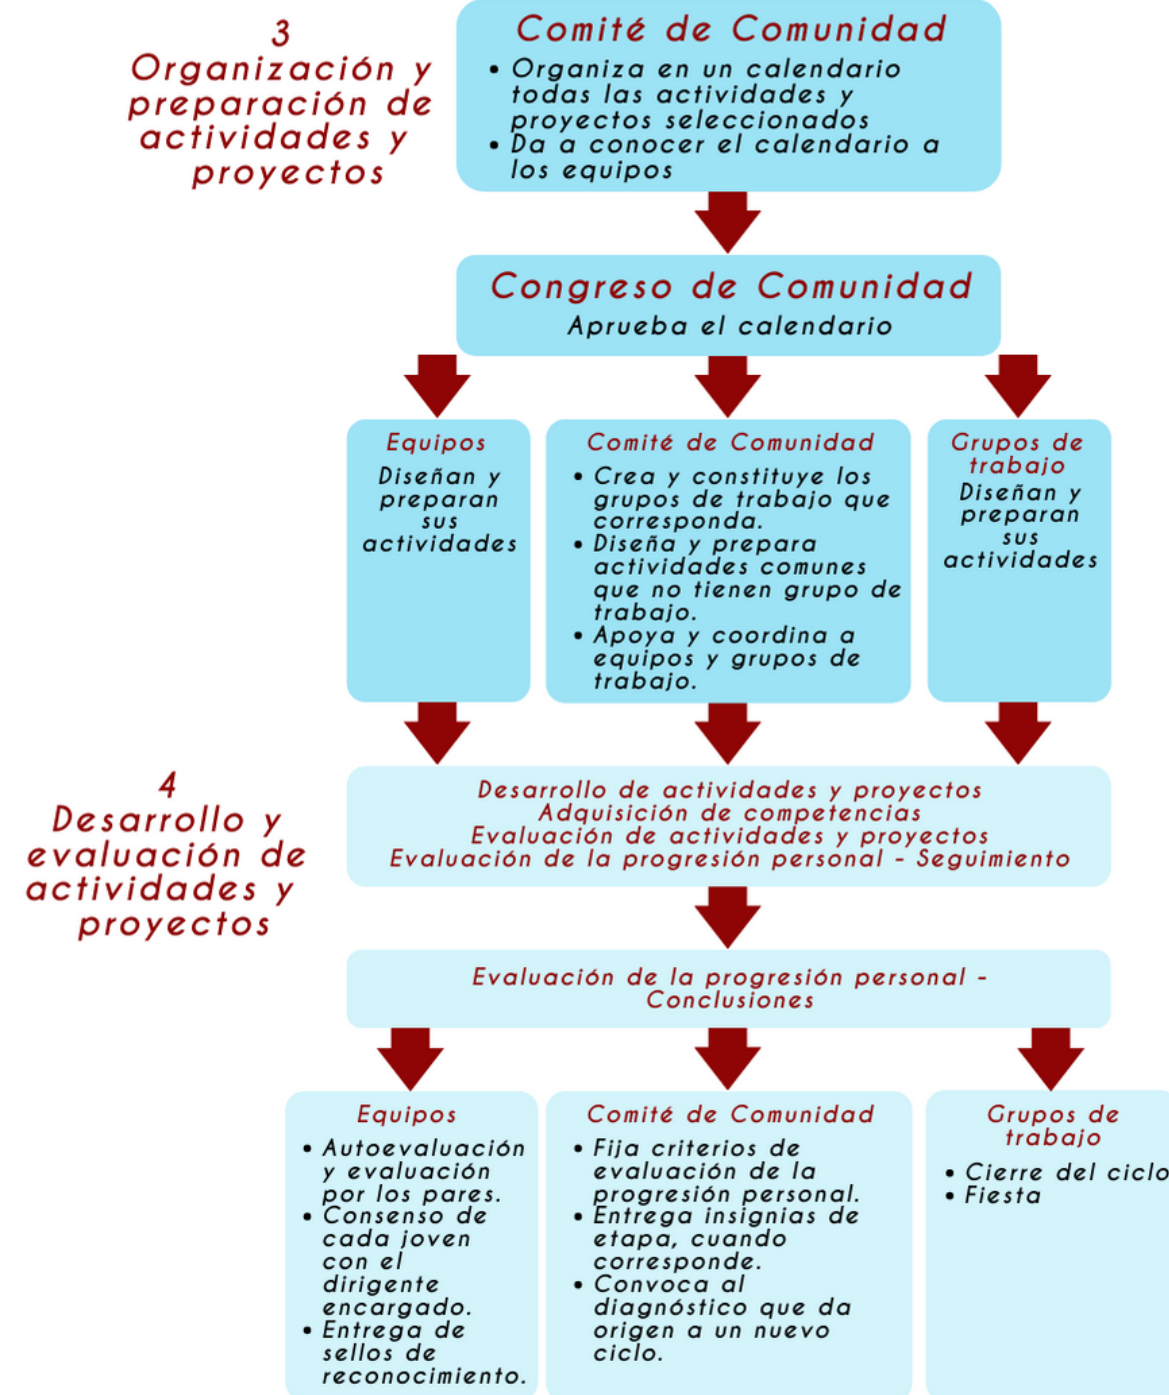 3
Organización y
preparación de
actividades y
proyectos
Comité de Comunidad
• Organiza en un calendario
todas las actividades y
proyectos seleccionados
• Da a conocer el calendario a
los equipos
Congreso de Comunidad
Aprueba el calendario
Equipos
Diseñan y
preparan
sus
actividades
Comité de Comunidad
• Crea y constituye los
grupos de trabajo que
corresponda.
• Diseña y prepara
actividades comunes
que no tienen grupo de
trabajo.
• Apoya y coordina a
equipos y grupos de
trabajo.
Grupos de
trabajo
Diseñan y
preparan
sus
actividades
4
Desarrollo y
evaluación de
actividades y
proyectos
Desarrollo de actividades y proyectos
Adquisición de competencias
Evaluación de actividades y proyectos
Evaluación de la progresión personal - Seguimiento
Evaluación de la progresión personal -
Conclusiones
Equipos
• Autoevaluación
y evaluación
por los pares.
• Consenso de
cada joven
con el
dirigente
encargado.
• Entrega de
sellos de
reconocimiento.
Comité de Comunidad
• Fija criterios de
evaluación de la
progresión personal.
• Entrega insignias de
etapa, cuando
corresponde.
• Convoca al
diagnóstico que da
origen a un nuevo
ciclo.
Grupos de
trabajo
• Cierre del ciclo
• Fiesta